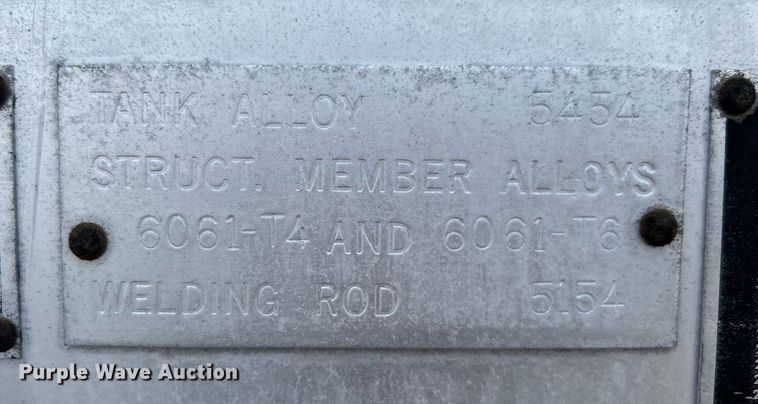 TANK ALLOY 5454
STRUCT. MEMBER ALLOYS
6061-T4 AND 6061-T6
WELDING ROD 5154
Purple Wave Auction